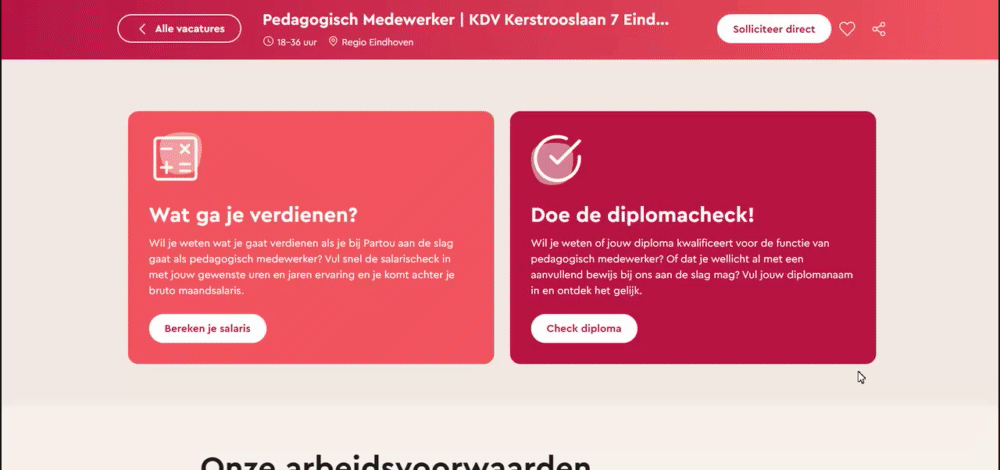 Alle vacatures
Pedagogisch Medewerker | KDV Kerstrooslaan 7 Eind...
18-36 uur
Regio Eindhoven
Solliciteer direct
Wat ga je verdienen?
Wil je weten wat je gaat verdienen als je bij Partou aan de slag
gaat als pedagogisch medewerker? Vul snel de salarischeck in
met jouw gewenste uren en jaren ervaring en je komt achter je
bruto maandsalaris.
Bereken je salaris
Doe de diplomacheck!
Wil je weten of jouw diploma kwalificeert voor de functie van
pedagogisch medewerker? Of dat je wellicht al met een
aanvullend bewijs bij ons aan de slag mag? Vul jouw diplomanaam
in en ontdek het gelijk.
Check diploma
Onze arbeidsvoorwaarden